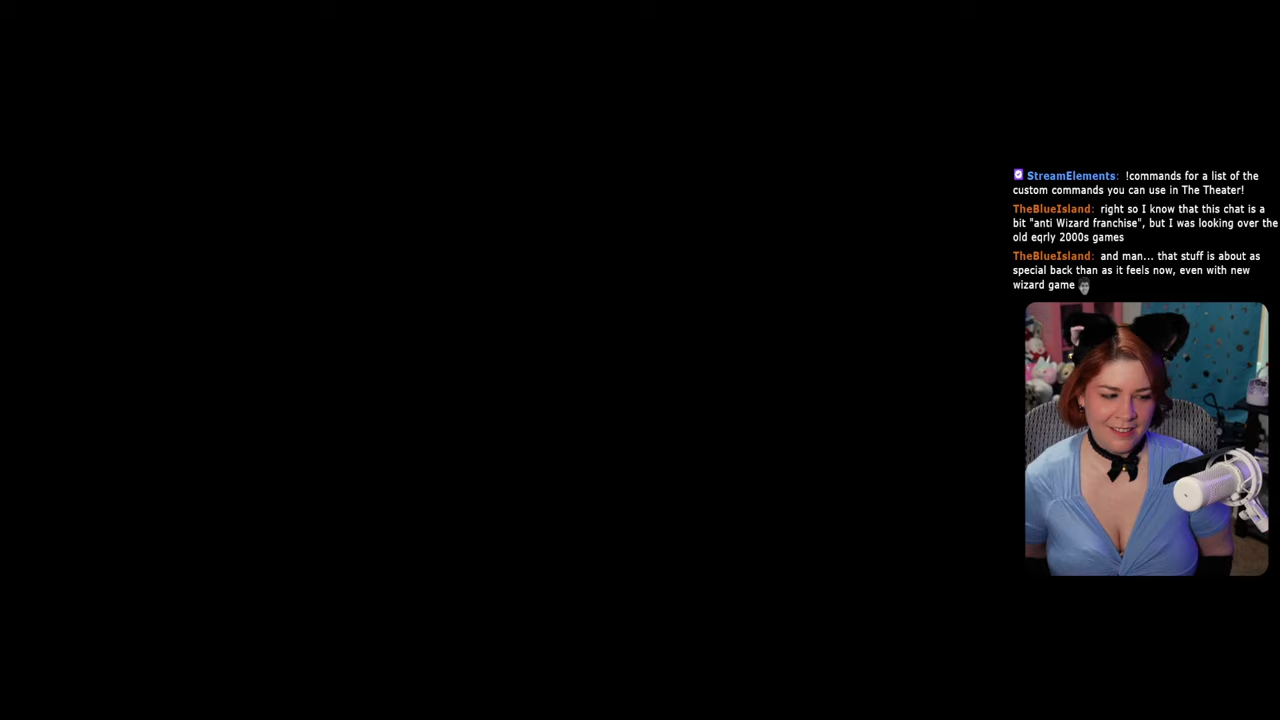 StreamElements: !commands for a list of the
custom commands you can use in The Theater!
TheBlueIsland: right so I know that this chat is a
bit "anti Wizard franchise", but I was looking over the
old eqrly 2000s games
TheBlueIsland: and man... that stuff is about as
special back than as it feels now, even with new
wizard game